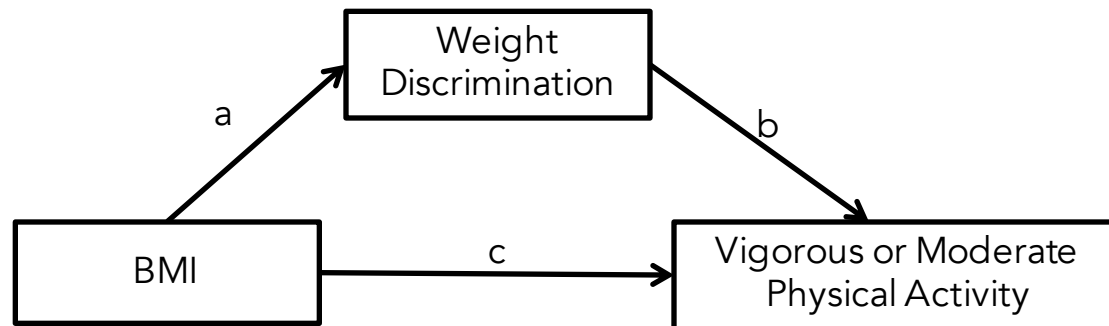 Weight
Discrimination
a
b
BMI
c
Vigorous or Moderate
Physical Activity